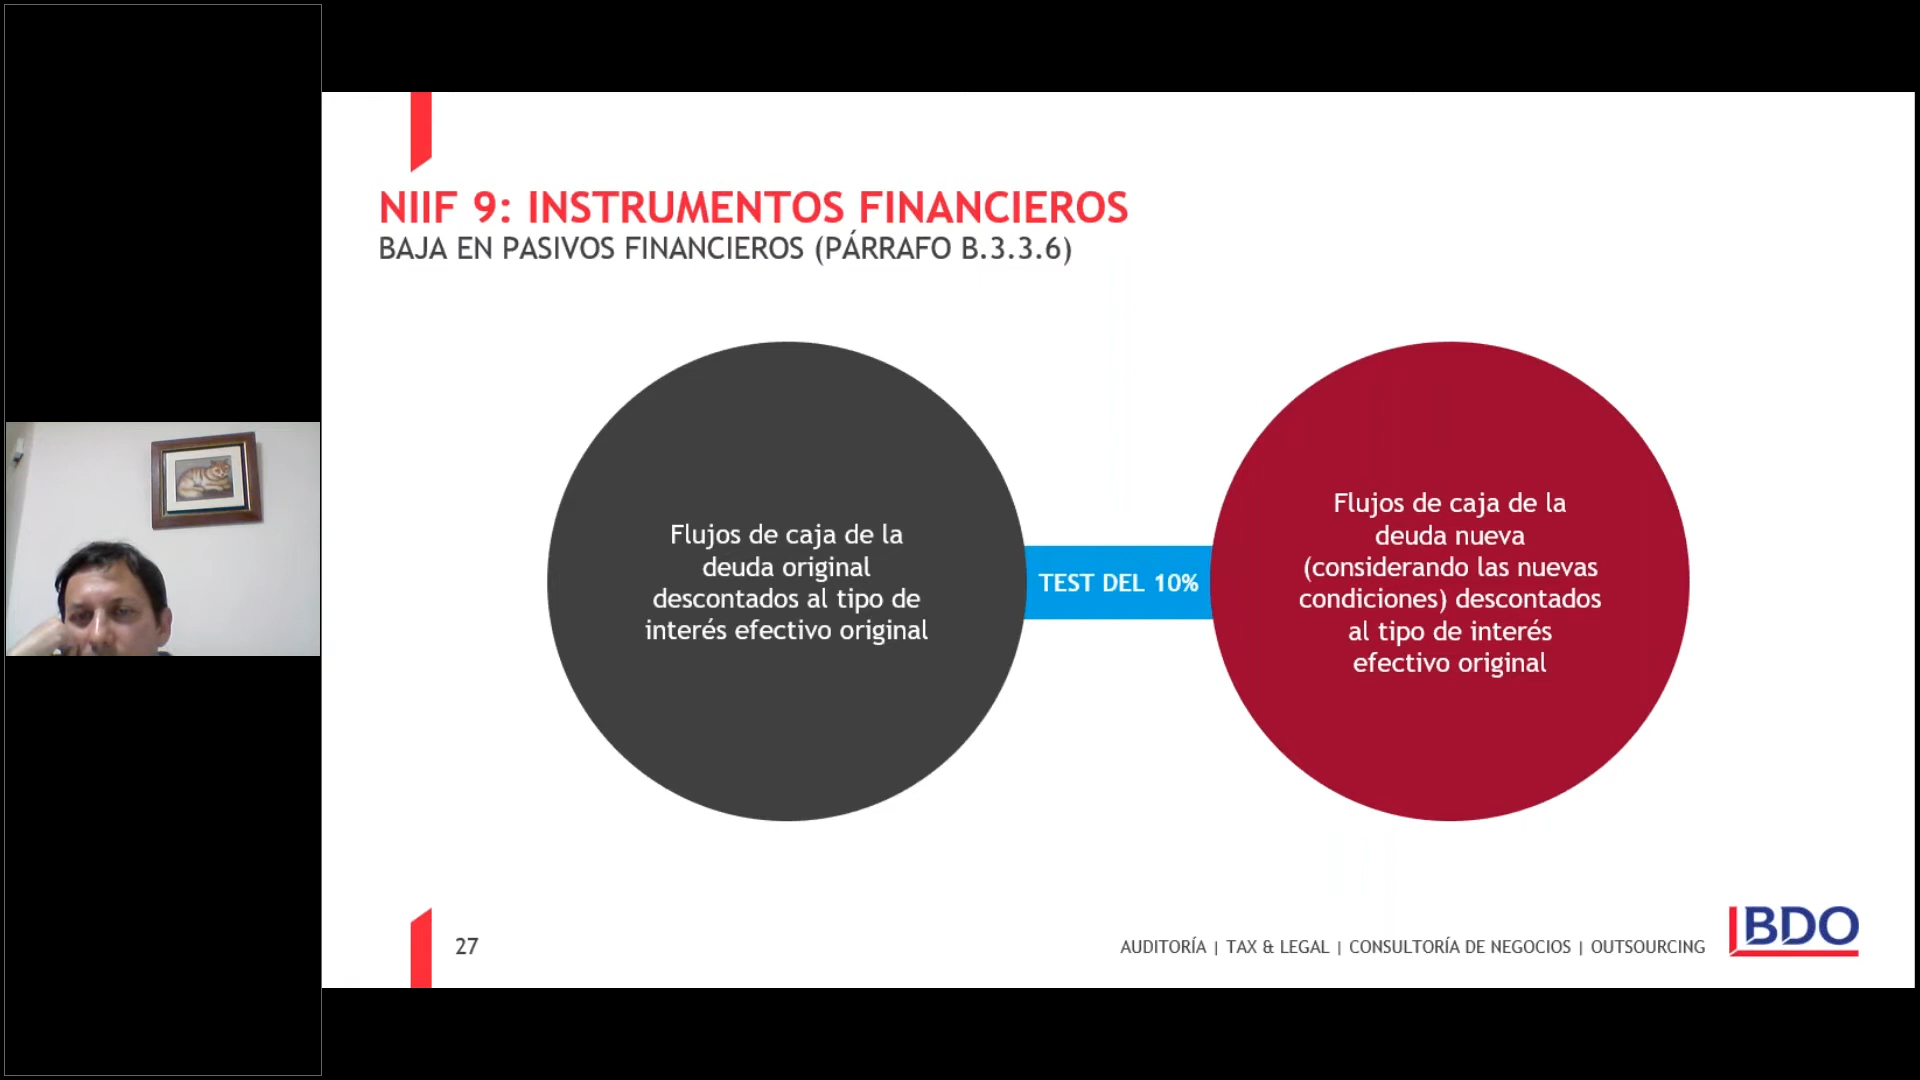 NIIF 9: INSTRUMENTOS FINANCIEROS
BAJA EN PASIVOS FINANCIEROS (PÁRRAFO B.3.3.6)
Flujos de caja de la
deuda original
descontados al tipo de
interés efectivo original
TEST DEL 10%
Flujos de caja de la
deuda nueva
(considerando las nuevas
condiciones) descontados
al tipo de interés
efectivo original
27
AUDITORÍA | TAX & LEGAL | CONSULTORÍA DE NEGOCIOS | OUTSOURCING
BDO